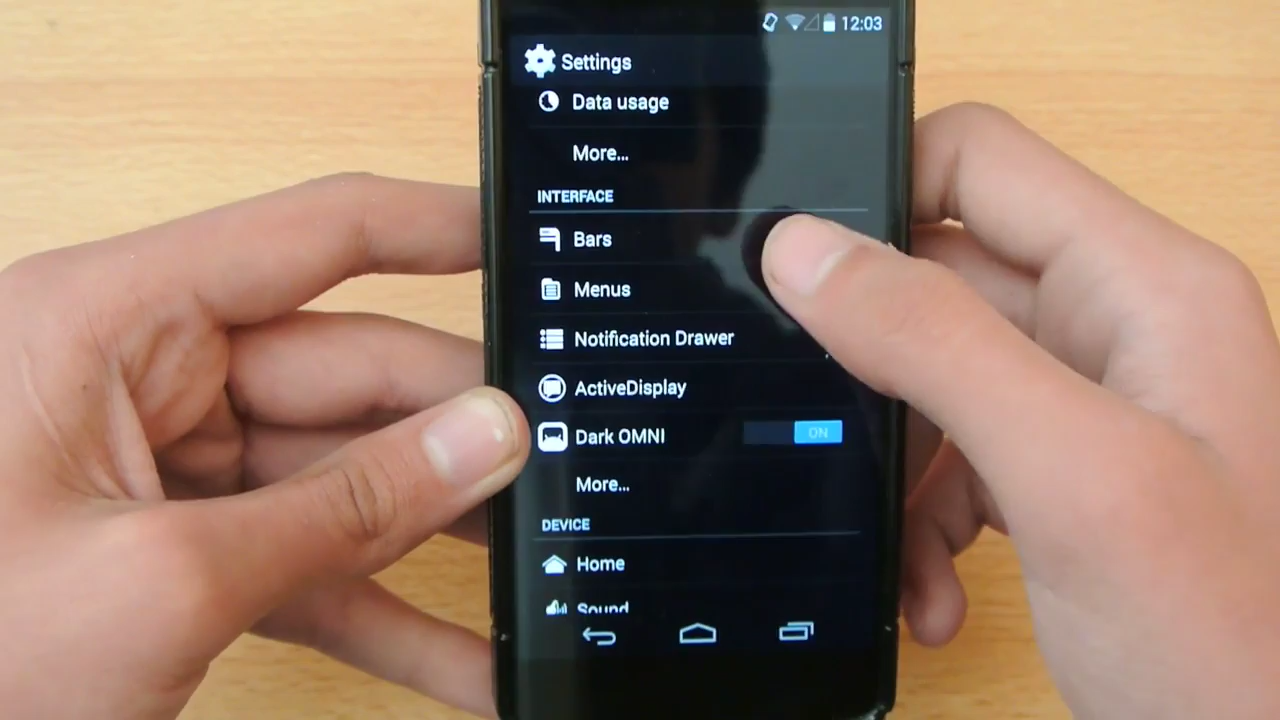 12:03
Settings
Data usage
More...
INTERFACE
Bars
Menus
Notification Drawer
ActiveDisplay
Dark OMNI ON
More...
DEVICE
Home
Sound